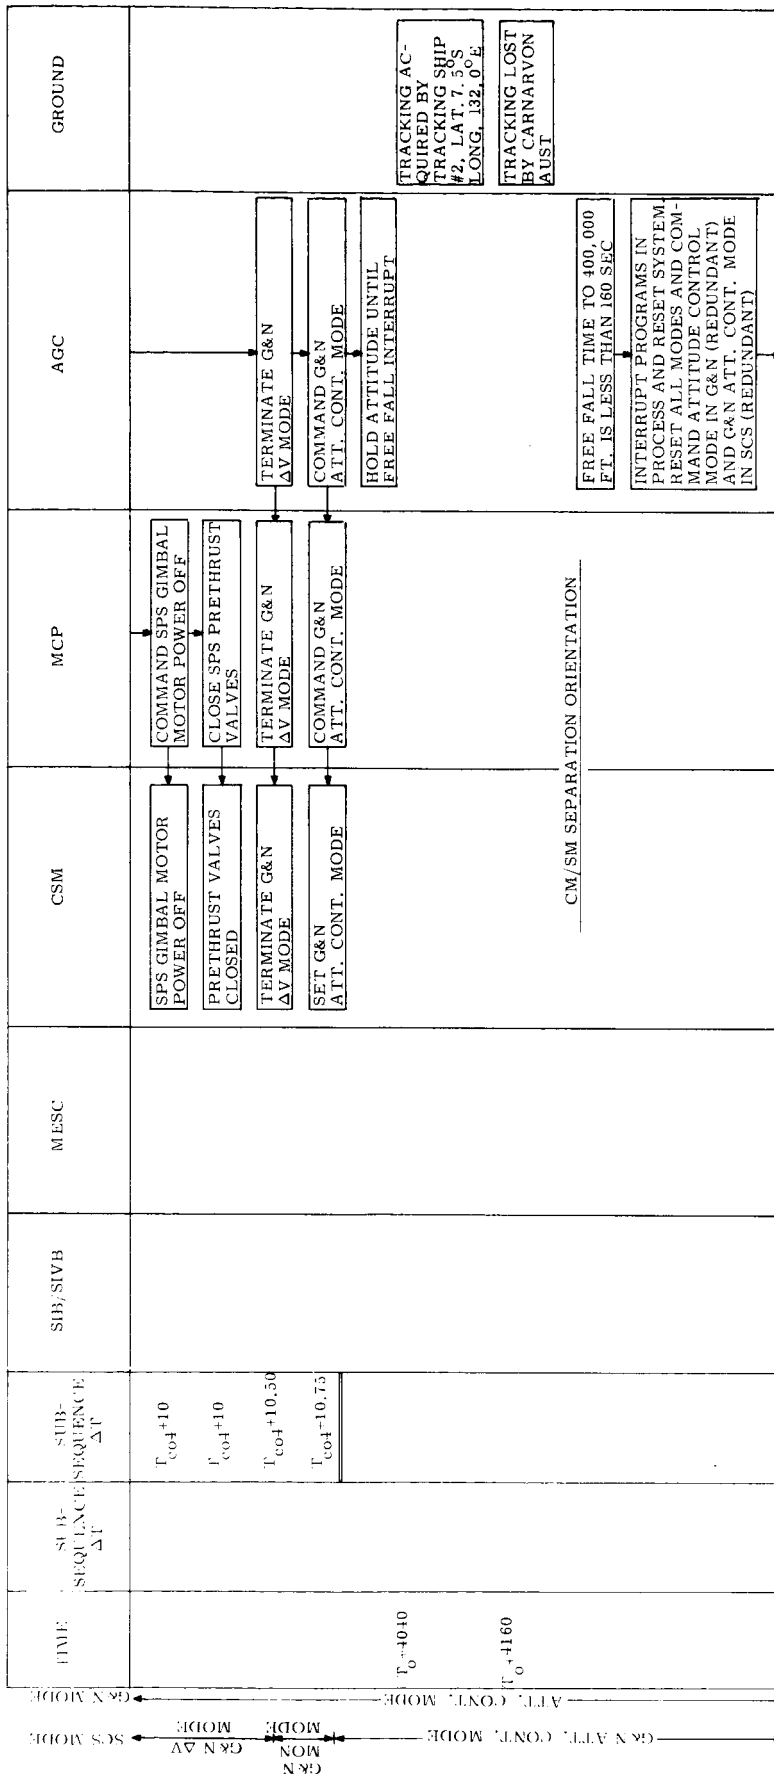 TIME
SUB-
SEQUENCE
ΔT
SUB-
SEQUENCE
ΔT
SIB/SIVB
MESC
CSM
MCP
AGC
GROUND
SCS MODE
G&N MODE
G&N ΔV
MODE
G&N
MON
MODE
G&N ATT. CONT. MODE
ATT. CONT. MODE
Tco4+10
SPS GIMBAL MOTOR
POWER OFF
COMMAND SPS GIMBAL
MOTOR POWER OFF
Tco4+10
PRETHRUST VALVES
CLOSED
CLOSE SPS PRETHRUST
VALVES
Tco4+10.50
TERMINATE G&N
ΔV MODE
TERMINATE G&N
ΔV MODE
TERMINATE G&N
ΔV MODE
Tco4+10.75
SET G&N
ATT. CONT. MODE
COMMAND G&N
ATT. CONT. MODE
COMMAND G&N
ATT. CONT. MODE
HOLD ATTITUDE UNTIL
FREE FALL INTERRUPT
To+4040
TRACKING AC-
QUIRED BY
TRACKING SHIP
#2, LAT. 7.5°S
LONG, 132.0°E
To+4160
TRACKING LOST
BY CARNARVON
AUST
CM/SM SEPARATION ORIENTATION
FREE FALL TIME TO 400,000
FT. IS LESS THAN 160 SEC
INTERRUPT PROGRAMS IN
PROCESS AND RESET SYSTEM
RESET ALL MODES AND COM-
MAND ATTITUDE CONTROL
MODE IN G&N (REDUNDANT)
AND G&N ATT. CONT. MODE
IN SCS (REDUNDANT)